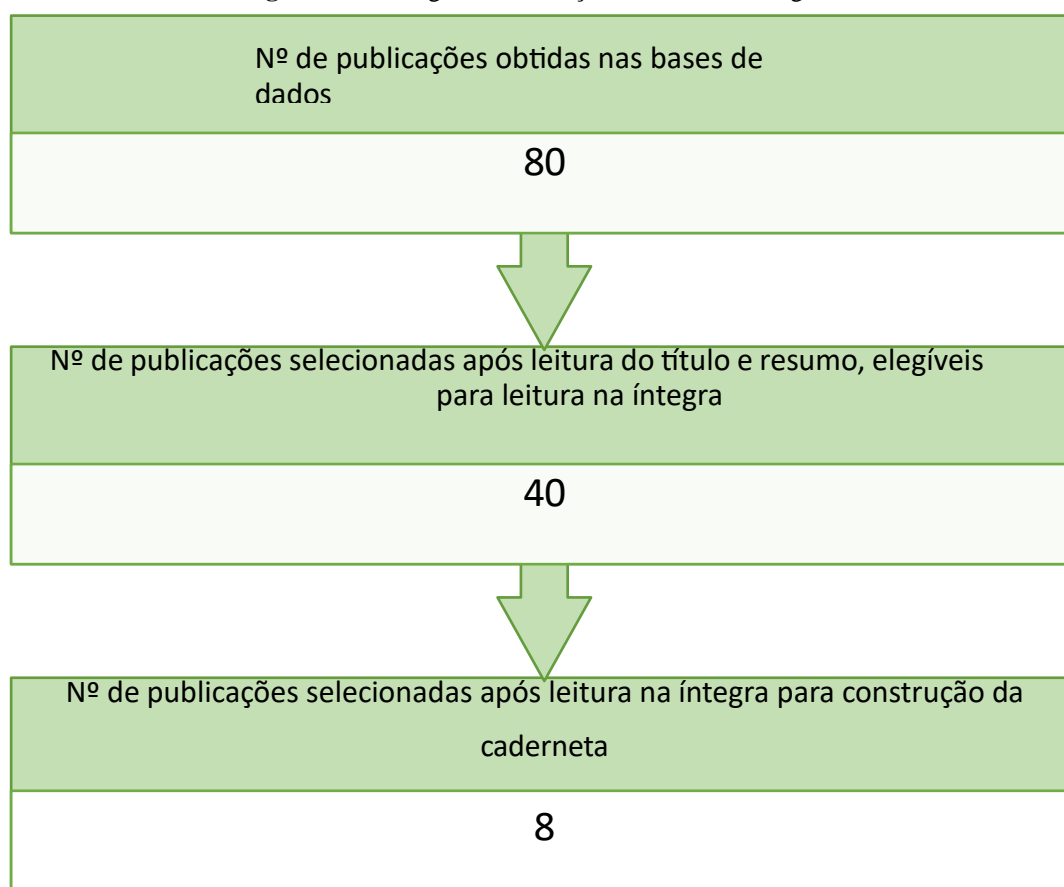 Nº de publicações obtidas nas bases de
dados
80
Nº de publicações selecionadas após leitura do título e resumo, elegíveis
para leitura na íntegra
40
Nº de publicações selecionadas após leitura na íntegra para construção da
caderneta
8